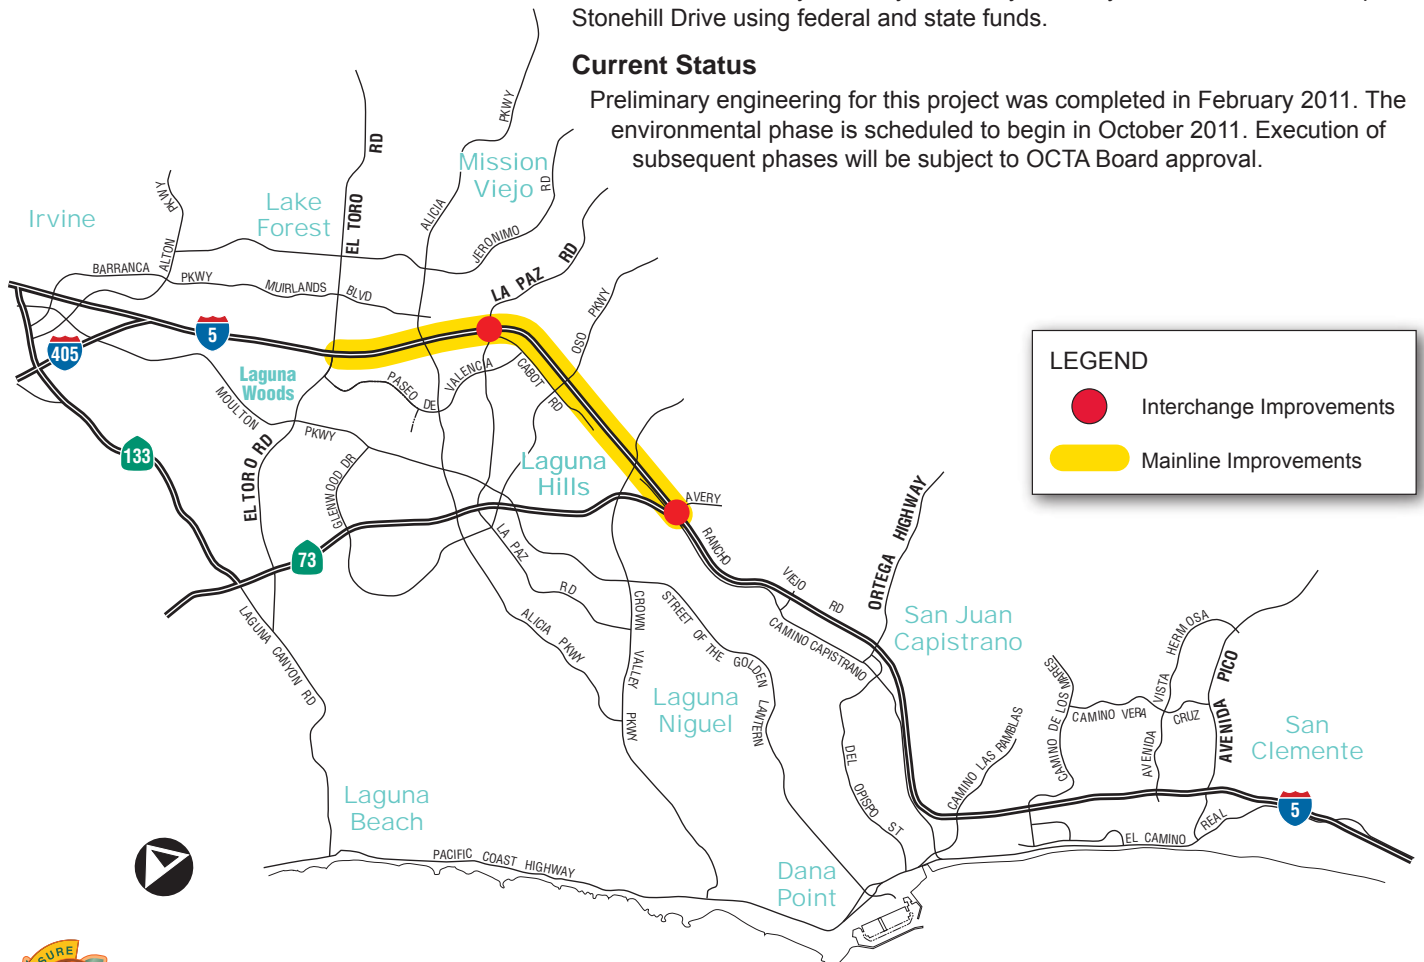 Stonehill Drive using federal and state funds.
Current Status
Preliminary engineering for this project was completed in February 2011. The
environmental phase is scheduled to begin in October 2011. Execution of
subsequent phases will be subject to OCTA Board approval.
Irvine
Lake
Forest
Mission
Viejo
PKWY
ALTON
BARRANCA
PKWY
MUIRLANDS
BLVD
EL TORO
RD
ALICIA
PKWY
JERONIMO
RD
LA PAZ
RD
OSO PKWY
405
5
Laguna
Woods
MOULTON
PKWY
PASEO
DE
VALENCIA
CABOT
RD
133
EL TORO RD
GLENWOOD DR
Laguna
Hills
73
AVERY
LEGEND
Interchange Improvements
Mainline Improvements
LA PAZ
RD
ALICIA PKWY
CROWN
VALLEY
PKWY
STREET OF THE
GOLDEN
LANTERN
RANCHO
VIEJO
RD
CAMINO CAPISTRANO
ORTEGA HIGHWAY
San Juan
Capistrano
LAGUNA CANYON RD
Laguna
Niguel
DEL
OPISPO
ST
CAMINO LAS RAMBLAS
CAMINO DE LOS MARES
CAMINO VERA
CRUZ
AVENIDA
VISTA
HERMOSA
AVENIDA
PICO
San
Clemente
5
EL CAMINO
REAL
Laguna
Beach
PACIFIC COAST HIGHWAY
Dana
Point
SURE